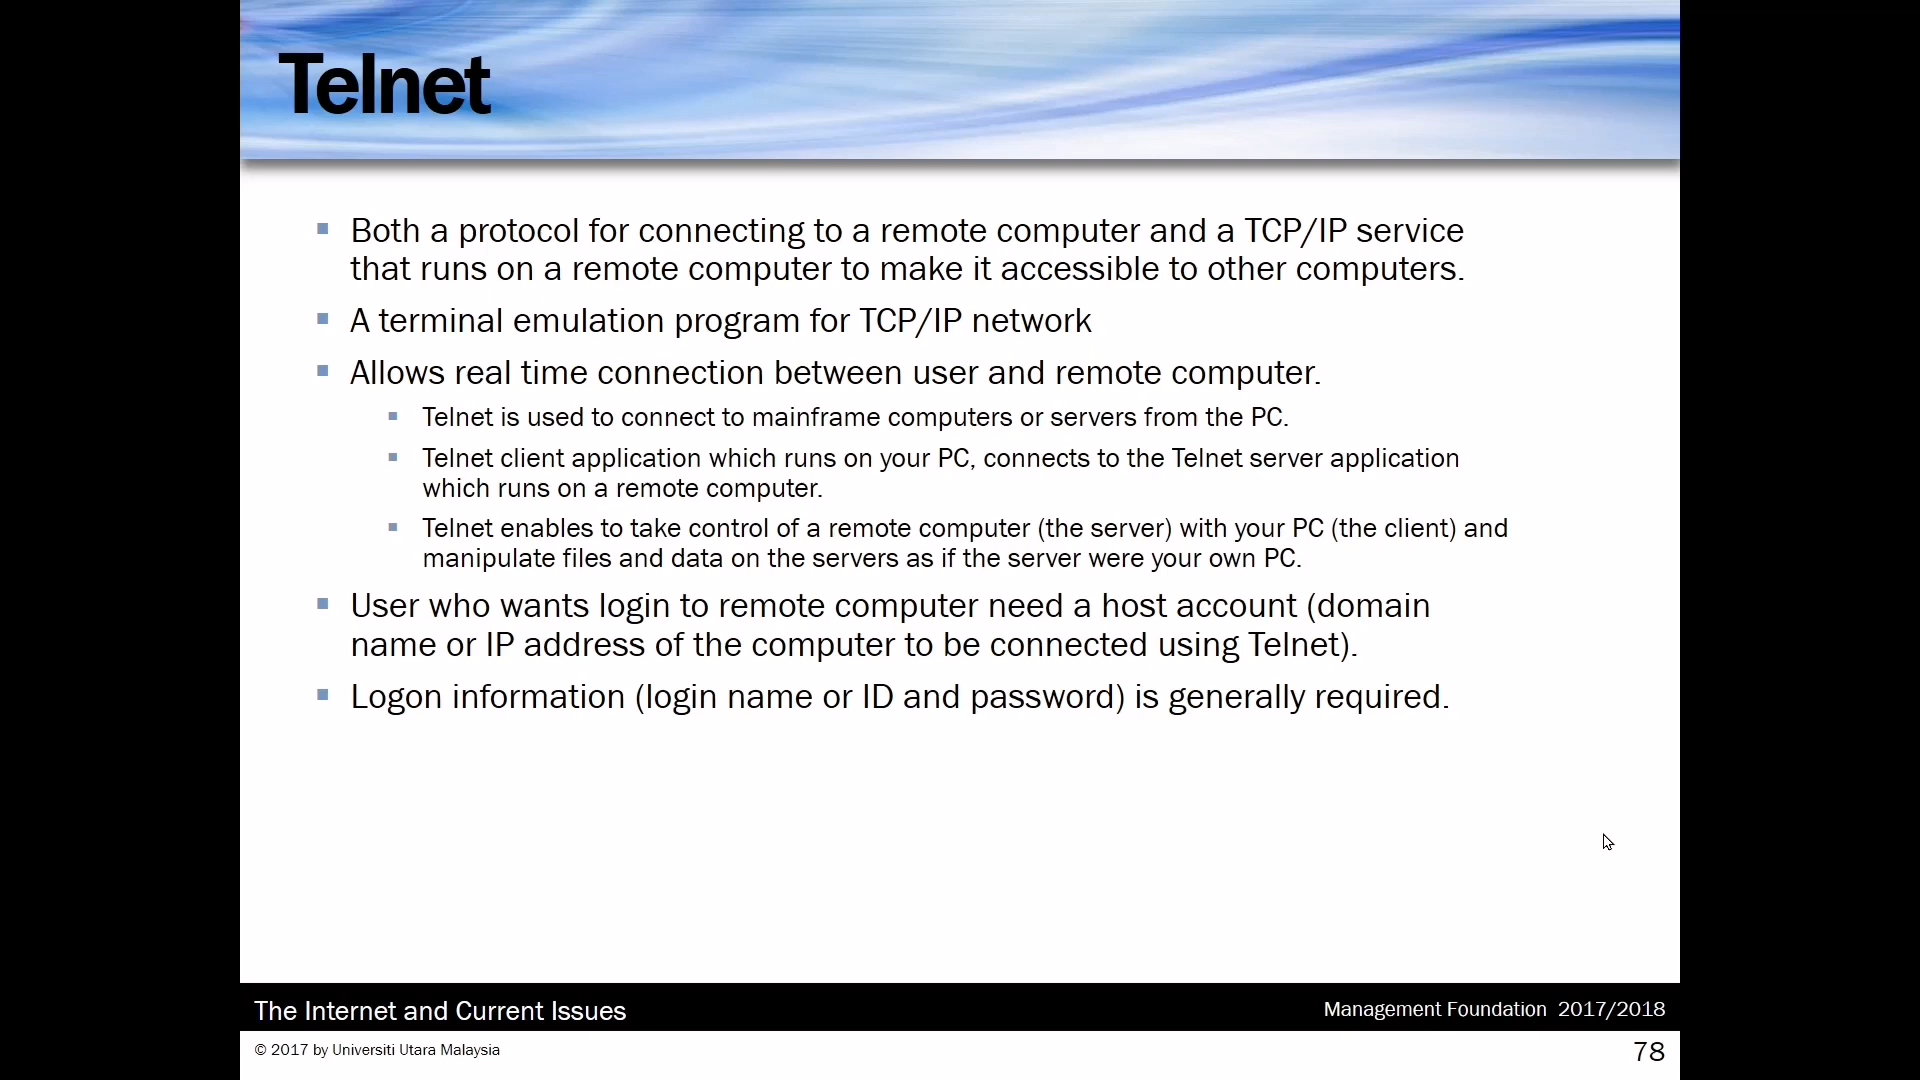 Telnet
Both a protocol for connecting to a remote computer and a TCP/IP service
that runs on a remote computer to make it accessible to other computers.
A terminal emulation program for TCP/IP network
Allows real time connection between user and remote computer.
Telnet is used to connect to mainframe computers or servers from the PC.
Telnet client application which runs on your PC, connects to the Telnet server application
which runs on a remote computer.
Telnet enables to take control of a remote computer (the server) with your PC (the client) and
manipulate files and data on the servers as if the server were your own PC.
User who wants login to remote computer need a host account (domain
name or IP address of the computer to be connected using Telnet).
Logon information (login name or ID and password) is generally required.
The Internet and Current Issues
Management Foundation 2017/2018
© 2017 by Universiti Utara Malaysia
78